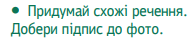 • Придумай схожі речення.
Добери підпис до фото.